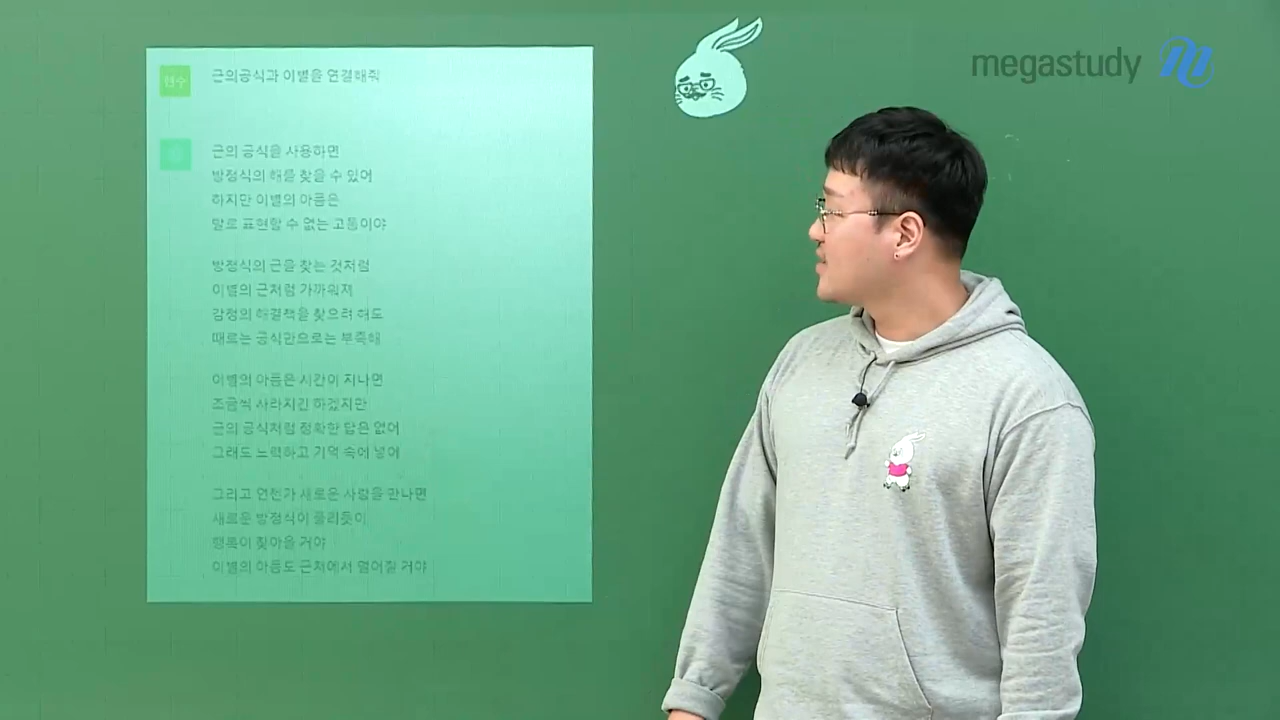 현수
근의공식과 이별을 연결해줘
근의 공식을 사용하면
방정식의 해를 찾을 수 있어
하지만 이별의 아픔은
말로 표현할 수 없는 고통이야
방정식의 근을 찾는 것처럼
이별의 근처럼 가까워져
감정의 해결책을 찾으려 해도
때로는 공식만으로는 부족해
이별의 아픔은 시간이 지나면
조금씩 사라지긴 하겠지만
근의 공식처럼 정확한 답은 없어
그래도 노력하고 기억 속에 넣어
그리고 언젠가 새로운 사람을 만나면
새로운 방정식이 풀리듯이
행복이 찾아올 거야
이별의 아픔도 근처에서 멀어질 거야
megastudy